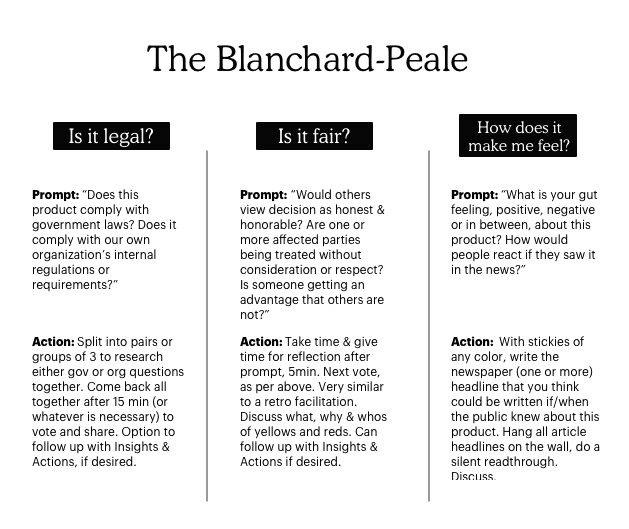 The Blanchard-Peale
Is it legal?
Prompt: “Does this
product comply with
government laws? Does it
comply with our own
organization’s internal
regulations or
requirements?”
Action: Split into pairs or
groups of 3 to research
either gov or org questions
together. Come back all
together after 15 min (or
whatever is necessary) to
vote and share. Option to
follow up with Insights &
Actions, if desired.
Is it fair?
Prompt: “Would others
view decision as honest &
honorable? Are one or
more affected parties
being treated without
consideration or respect?
Is someone getting an
advantage that others are
not?”
Action: Take time & give
time for reflection after
prompt, 5min. Next vote,
as per above. Very similar
to a retro facilitation.
Discuss what, why & whos
of yellows and reds. Can
follow up with Insights &
Actions if desired.
How does it
make me feel?
Prompt: “What is your gut
feeling, positive, negative
or in between, about this
product? How would
people react if they saw it
in the news?”
Action: With stickies of
any color, write the
newspaper (one or more)
headline that you think
could be written if/when
the public knew about this
product. Hang all article
headlines on the wall, do a
silent readthrough.
Discuss.